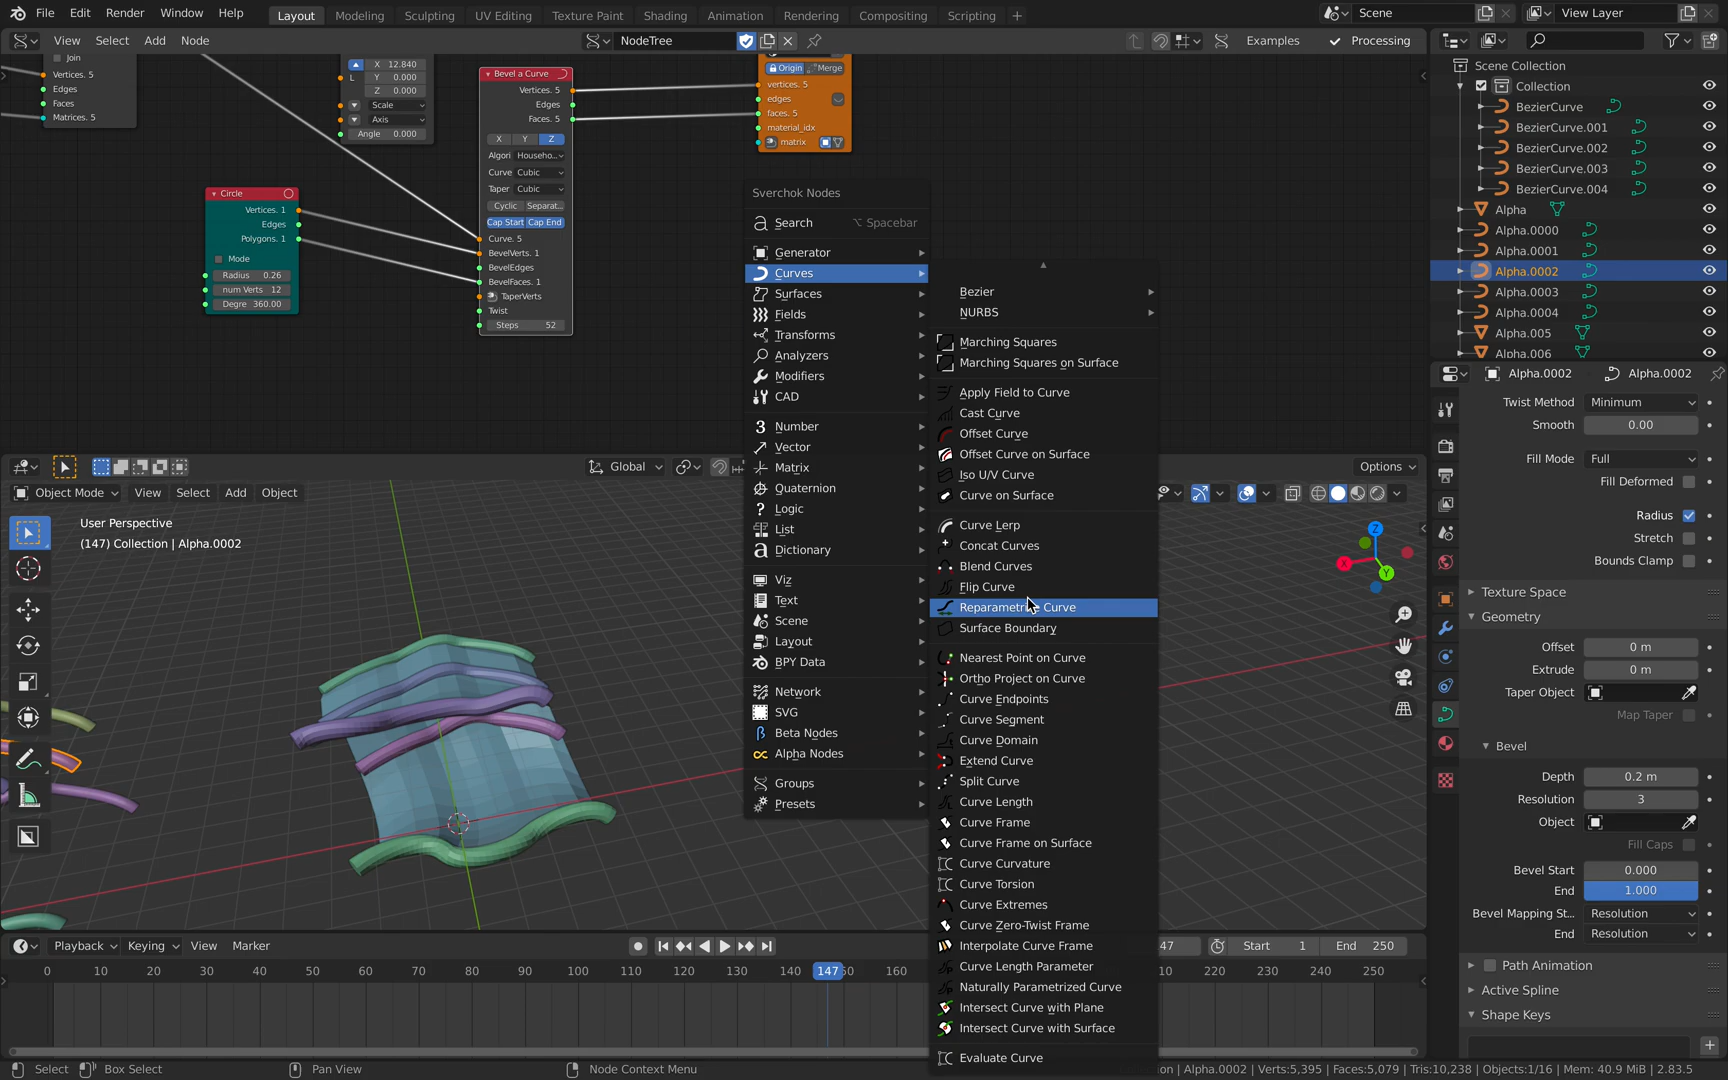 File Edit Render Window Help Layout Modeling Sculpting UV Editing Texture Paint Shading Animation Rendering Compositing Scripting + Scene View Layer
View Select Add Node NodeTree Examples Processing
Join
Vertices. 5
Edges
Faces
Matrices. 5
X 12.840
L Y 0.000
Z 0.000
Scale
Axis
Angle 0.000
Circle
Vertices. 1
Edges
Polygons. 1
Mode
Radius 0.26
num Verts 12
Degre 360.00
Bevel a Curve
Vertices. 5
Edges
Faces. 5
X Y Z
Algori Househo...
Curve Cubic
Taper Cubic
Cyclic Separat...
Cap Start Cap End
Curve. 5
BevelVerts. 1
BevelEdges
BevelFaces. 1
TaperVerts
Twist
Steps 52
Origin Merge
vertices. 5
edges
faces. 5
material_idx
matrix
Sverchok Nodes
Search ⌥ Spacebar
Generator
Curves
Surfaces
Fields
Transforms
Analyzers
Modifiers
CAD
Number
Vector
Matrix
Quaternion
Logic
List
Dictionary
Viz
Text
Scene
Layout
BPY Data
Network
SVG
Beta Nodes
Alpha Nodes
Groups
Presets
Bezier
NURBS
Marching Squares
Marching Squares on Surface
Apply Field to Curve
Cast Curve
Offset Curve
Offset Curve on Surface
Iso U/V Curve
Curve on Surface
Curve Lerp
Concat Curves
Blend Curves
Flip Curve
Curve
Surface Boundary
Nearest Point on Curve
Ortho Project on Curve
Curve Endpoints
Curve Segment
Curve Domain
Extend Curve
Split Curve
Curve Length
Curve Frame
Curve Frame on Surface
Curve Curvature
Curve Torsion
Curve Extremes
Curve Zero-Twist Frame
Interpolate Curve Frame
Curve Length Parameter
Naturally Parametrized Curve
Intersect Curve with Plane
Intersect Curve with Surface
Evaluate Curve
Global Options
Object Mode View Select Add Object
User Perspective
(147) Collection | Alpha.0002
Z
X
Y
Playback Keying View Marker 47 Start 1 End 250
0 10 20 30 40 50 60 70 80 90 100 110 120 130 140 147 160 210 220 230 240 250
Select Box Select Pan View Node Context Menu | Alpha.0002 | Verts:5,395 | Faces:5,079 | Tris:10,238 | Objects:1/16 | Mem: 40.9 MiB | 2.83.5
Scene Collection
Collection
BezierCurve
BezierCurve.001
BezierCurve.002
BezierCurve.003
BezierCurve.004
Alpha
Alpha.0000
Alpha.0001
Alpha.0002
Alpha.0003
Alpha.0004
Alpha.005
Alpha.006
Alpha.0002 Alpha.0002
Twist Method Minimum
Smooth 0.00
Fill Mode Full
Fill Deformed
Radius
Stretch
Bounds Clamp
Texture Space
Geometry
Offset 0 m
Extrude 0 m
Taper Object
Map Taper
Bevel
Depth 0.2 m
Resolution 3
Object
Fill Caps
Bevel Start 0.000
End 1.000
Bevel Mapping St... Resolution
End Resolution
Path Animation
Active Spline
Shape Keys